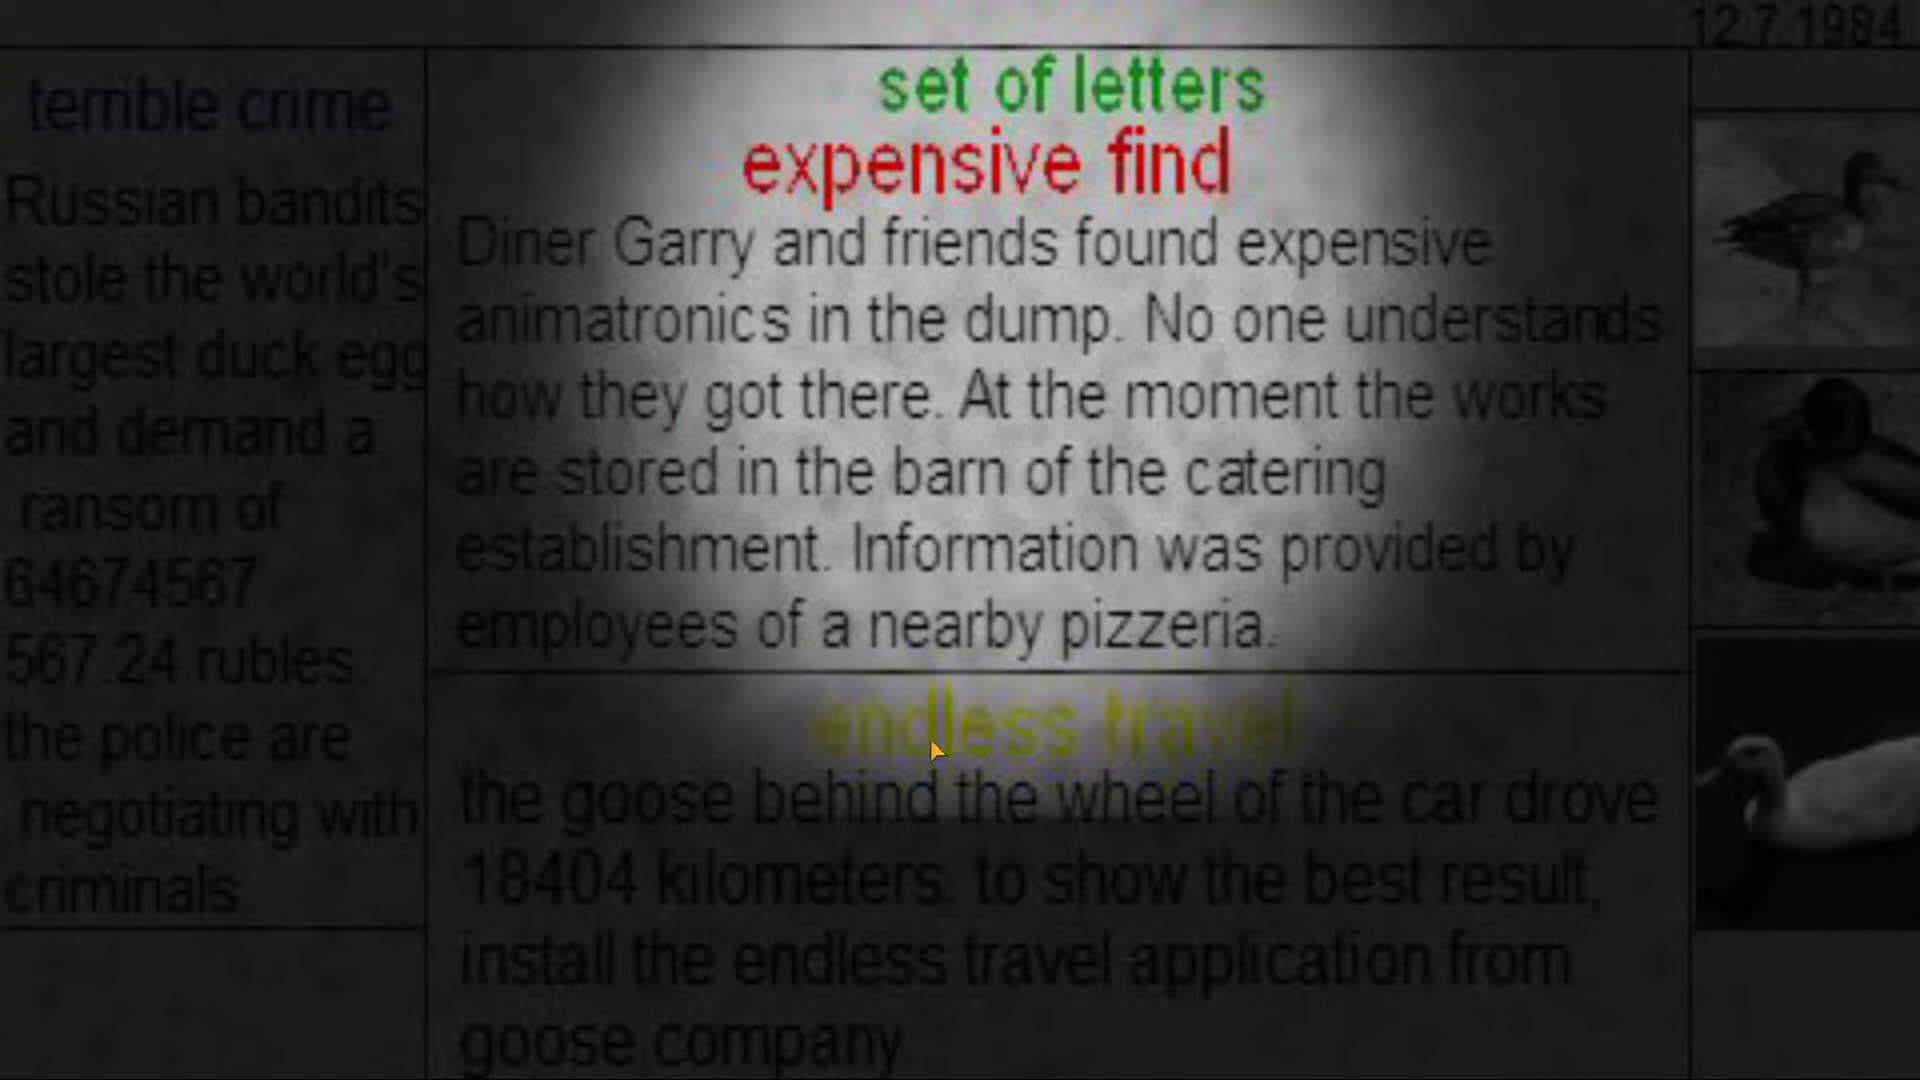 12.7.1984
terrible crime
Russian bandits
stole the world's
largest duck egg
and demand a
ransom of
64674567
567.24 rubles.
the police are
negotiating with
criminals.
set of letters
expensive find
Diner Garry and friends found expensive
animatronics in the dump. No one understands
how they got there. At the moment the works
are stored in the barn of the catering
establishment. Information was provided by
employees of a nearby pizzeria.
endless travel
the goose behind the wheel of the car drove
18404 kilometers. to show the best result,
install the endless travel application from
goose company